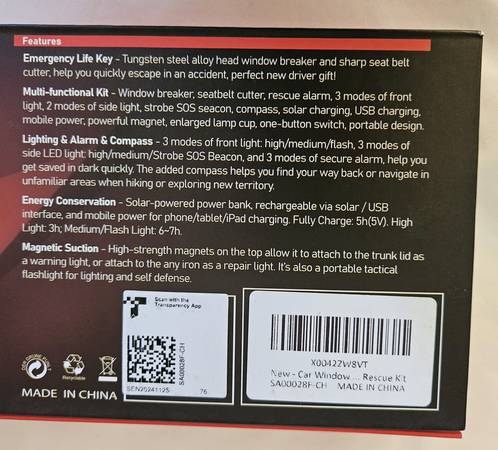 Features
Emergency Life Key - Tungsten steel alloy head window breaker and sharp seat belt
cutter, help you quickly escape in an accident, perfect new driver gift!
Multi-functional Kit - Window breaker, seatbelt cutter, rescue alarm, 3 modes of front
light, 2 modes of side light, strobe SOS seacon, compass, solar charging, USB charging,
mobile power, powerful magnet, enlarged lamp cup, one-button switch, portable design.
Lighting & Alarm & Compass - 3 modes of front light: high/medium/flash, 3 modes of
side LED light: high/medium/Strobe SOS Beacon, and 3 modes of secure alarm, help you
get saved in dark quickly. The added compass helps you find your way back or navigate in
unfamiliar areas when hiking or exploring new territory.
Energy Conservation - Solar-powered power bank, rechargeable via solar / USB
interface, and mobile power for phone/tablet/iPad charging. Fully Charge: 5h(5V). High
Light: 3h; Medium/Flash Light: 6-7h.
Magnetic Suction - High-strength magnets on the top allow it to attach to the trunk lid as
a warning light, or attach to the any iron as a repair light. It's also a portable tactical
flashlight for lighting and self defense.
Scan with the
Transparency App
SA00028F-CH
SEN20241125
76
X0042ZW8VT
New - Car Window .... Rescue Kit
SA00028F-CH MADE IN CHINA
Recyclable
MADE IN CHINA